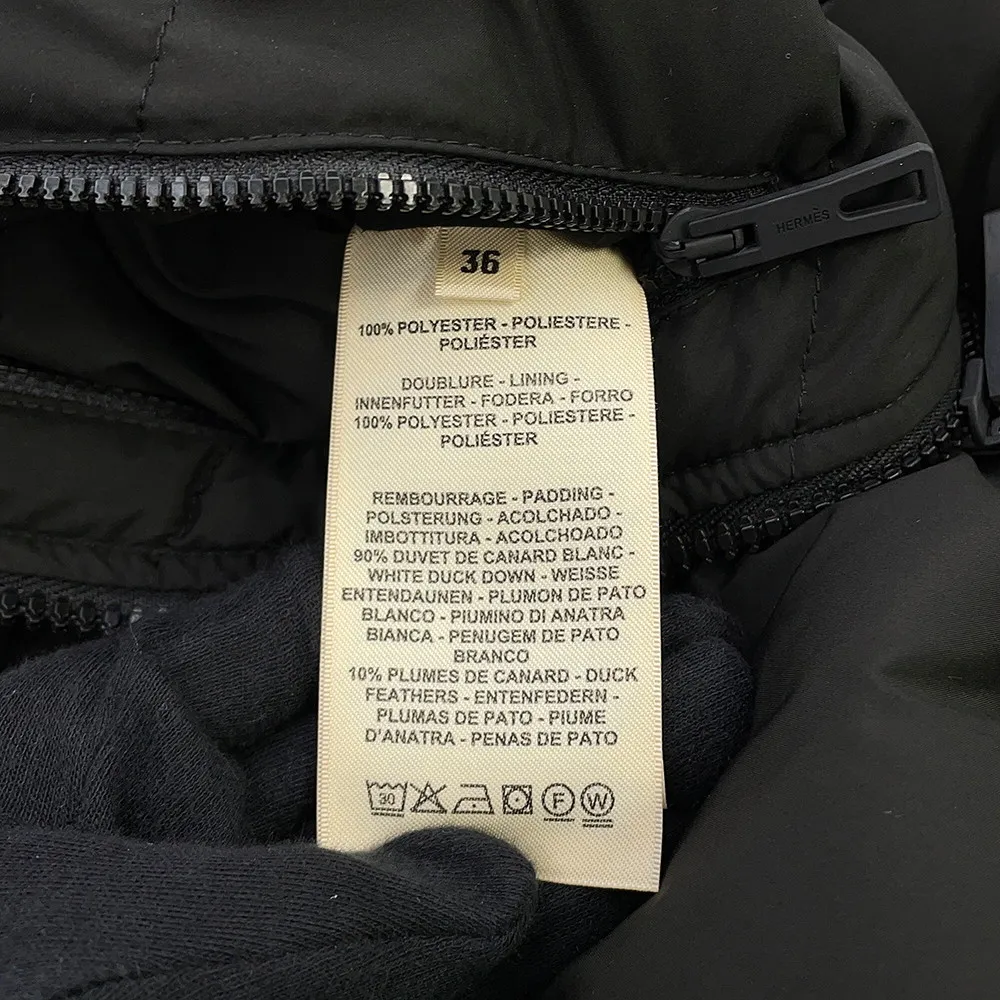 HERMÈS
36
100% POLYESTER - POLIESTERE -
POLIÉSTER
DOUBLURE - LINING -
INNENFUTTER - FODERA - FORRO
100% POLYESTER - POLIESTERE -
POLIÉSTER
REMBOURRAGE - PADDING -
POLSTERUNG - ACOLCHADO -
IMBOTTITURA - ACOLCHOADO
90% DUVET DE CANARD BLANC -
WHITE DUCK DOWN - WEISSE
ENTENDAUNEN - PLUMON DE PATO
BLANCO - PIUMINO DI ANATRA
BIANCA - PENUGEM DE PATO
BRANCO
10% PLUMES DE CANARD - DUCK
FEATHERS - ENTENFEDERN -
PLUMAS DE PATO - PIUME
D'ANATRA - PENAS DE PATO
30 F W